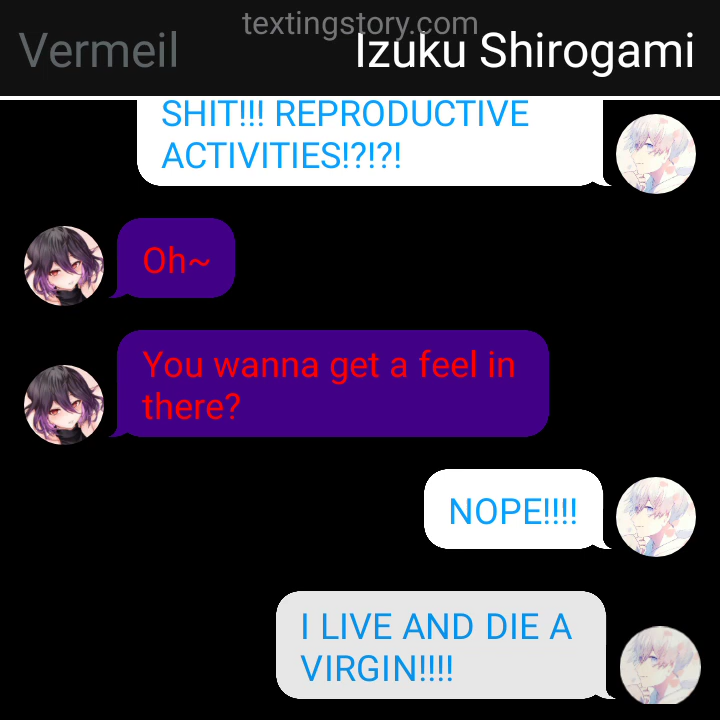 textingstory.com
Vermeil
Izuku Shirogami
SHIT!!! REPRODUCTIVE
ACTIVITIES!?!?!
Oh~
You wanna get a feel in
there?
NOPE!!!!
I LIVE AND DIE A
VIRGIN!!!!